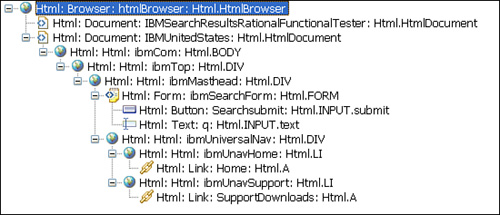 Html: Browser: htmlBrowser: Html.HtmlBrowser
Html: Document: IBMSearchResultsRationalFunctionalTester: Html.HtmlDocument
Html: Document: IBMUnitedStates: Html.HtmlDocument
Html: Html: ibmCom: Html.BODY
Html: Html: ibmTop: Html.DIV
Html: Html: ibmMasthead: Html.DIV
Html: Form: ibmSearchForm: Html.FORM
Html: Button: Searchsubmit: Html.INPUT.submit
Html: Text: q: Html.INPUT.text
Html: Html: ibmUniversalNav: Html.DIV
Html: Html: ibmUnavHome: Html.LI
Html: Link: Home: Html.A
Html: Html: ibmUnavSupport: Html.LI
Html: Link: SupportDownloads: Html.A